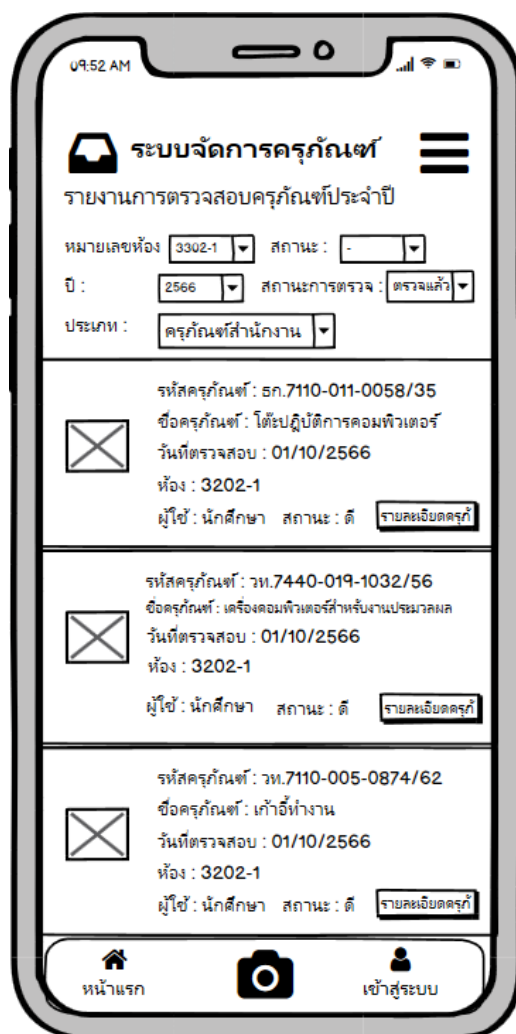 09:52 AM
ระบบจัดการครุภัณฑ์
รายงานการตรวจสอบครุภัณฑ์ประจำปี
หมายเลขห้อง 3302-1 สถานะ : -
ปี : 2566 สถานะการตรวจ : ตรวจแล้ว
ประเภท : ครุภัณฑ์สำนักงาน
รหัสครุภัณฑ์ : ธก.7110-011-0058/35
ชื่อครุภัณฑ์ : โต๊ะปฎิบัติการคอมพิวเตอร์
วันที่ตรวจสอบ : 01/10/2566
ห้อง : 3202-1
ผู้ใช้ : นักศึกษา สถานะ : ดี รายละเอียดครุภั
รหัสครุภัณฑ์ : วท.7440-019-1032/56
ชื่อครุภัณฑ์ : เครื่องคอมพิวเตอร์สำหรับงานประมวลผล
วันที่ตรวจสอบ : 01/10/2566
ห้อง : 3202-1
ผู้ใช้ : นักศึกษา สถานะ : ดี รายละเอียดครุภั
รหัสครุภัณฑ์ : วท.7110-005-0874/62
ชื่อครุภัณฑ์ : เก้าอี้ทำงาน
วันที่ตรวจสอบ : 01/10/2566
ห้อง : 3202-1
ผู้ใช้ : นักศึกษา สถานะ : ดี รายละเอียดครุภั
หน้าแรก เข้าสู่ระบบ